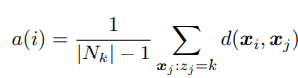 a(i) = \frac{1}{|N_k| - 1} \sum_{\boldsymbol{x}_j : z_j = k} d(\boldsymbol{x}_i, \boldsymbol{x}_j)